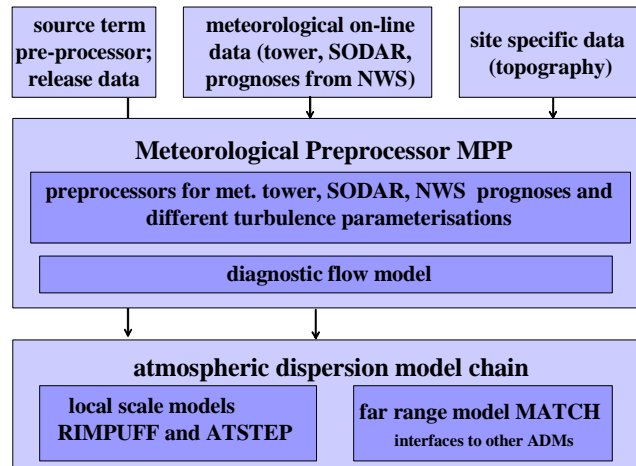 source term
pre-processor;
release data
meteorological on-line
data (tower, SODAR,
prognoses from NWS)
site specific data
(topography)
Meteorological Preprocessor MPP
preprocessors for met. tower, SODAR, NWS prognoses and
different turbulence parameterisations
diagnostic flow model
atmospheric dispersion model chain
local scale models
RIMPUFF and ATSTEP
far range model MATCH
interfaces to other ADMs